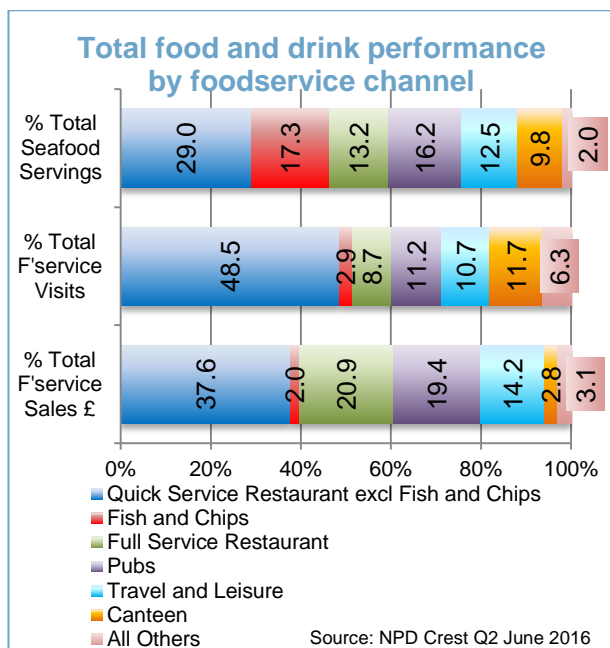 Total food and drink performance
by foodservice channel
% Total
Seafood
Servings
29.0 17.3 13.2 16.2 12.5 9.8 2.0
% Total
F'service
Visits
48.5 2.9 8.7 11.2 10.7 11.7 6.3
% Total
F'service
Sales £
37.6 2.0 20.9 19.4 14.2 2.8 3.1
0% 20% 40% 60% 80% 100%
Quick Service Restaurant excl Fish and Chips
Fish and Chips
Full Service Restaurant
Pubs
Travel and Leisure
Canteen
All Others
Source: NPD Crest Q2 June 2016